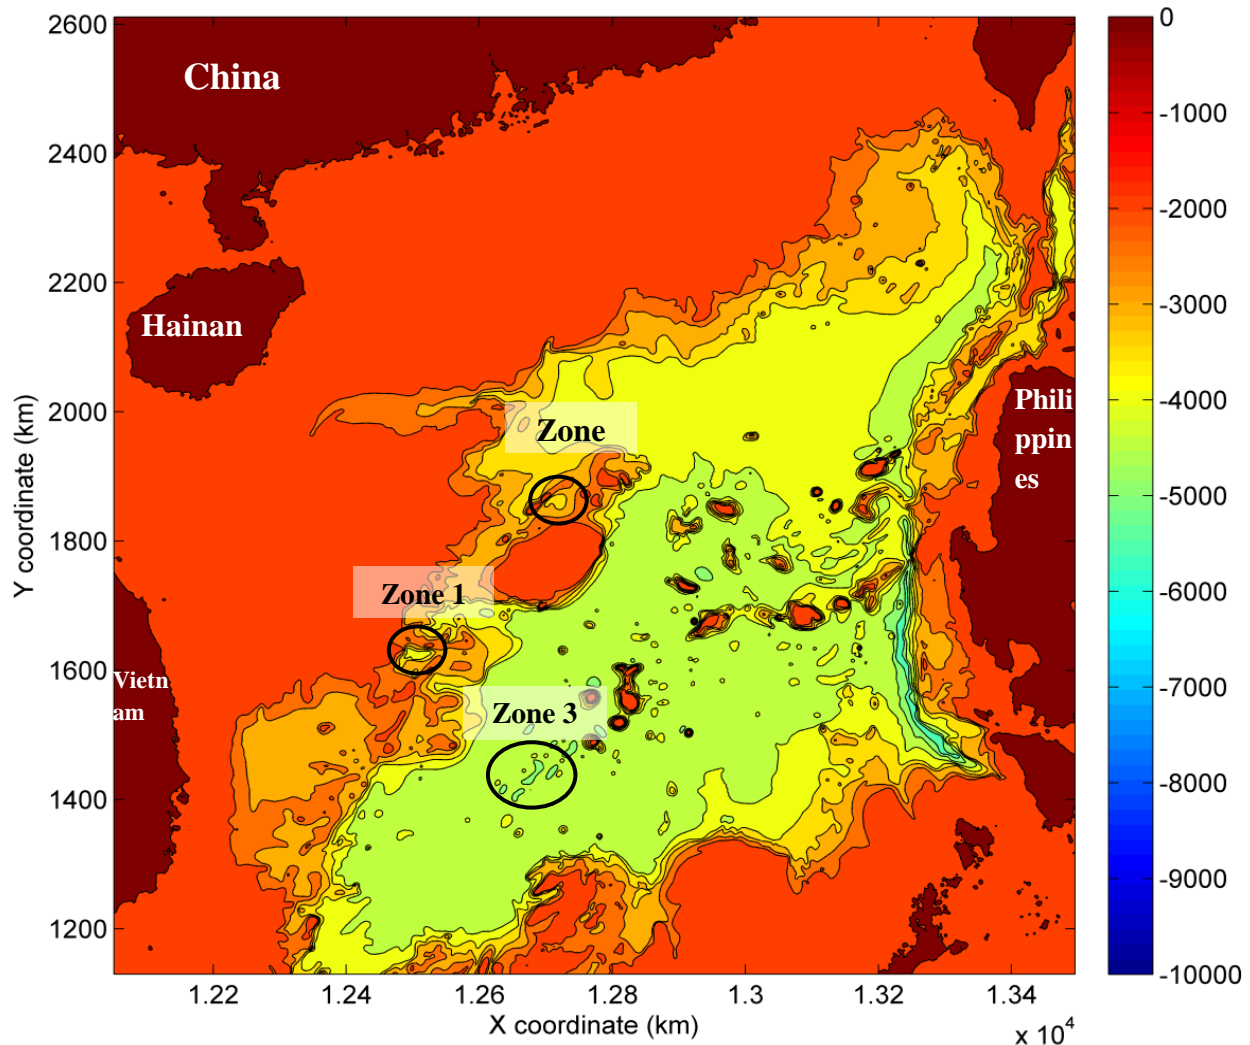 China
Hainan
Phili
ppin
es
Zone
Zone 1
Vietn
am
Zone 3
2600
2400
2200
2000
1800
1600
1400
1200
Y coordinate (km)
1.22
1.24
1.26
1.28
1.3
1.32
1.34
X coordinate (km)
x 10⁴
0
-1000
-2000
-3000
-4000
-5000
-6000
-7000
-8000
-9000
-10000